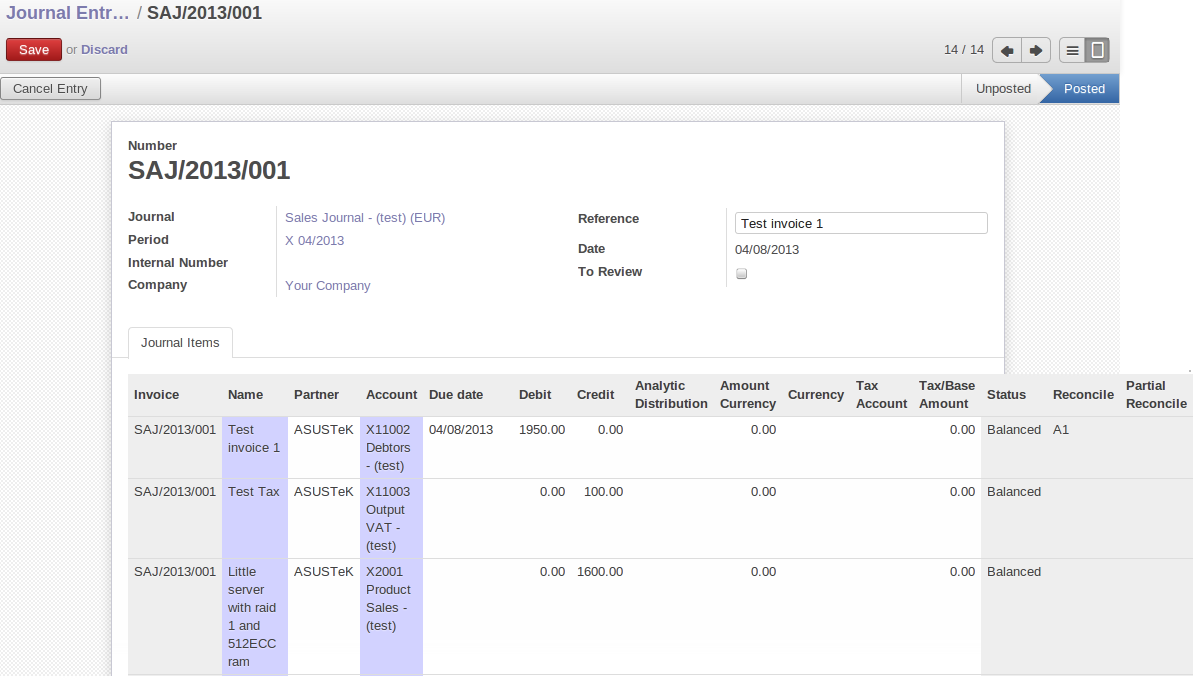 Journal Entr… / SAJ/2013/001
Save or Discard
14 / 14
Cancel Entry
Unposted
Posted
Number
SAJ/2013/001
Journal Sales Journal - (test) (EUR)
Period X 04/2013
Internal Number
Company Your Company
Reference Test invoice 1
Date 04/08/2013
To Review
Journal Items
Invoice Name Partner Account Due date Debit Credit Analytic Distribution Amount Currency Currency Tax Account Tax/Base Amount Status Reconcile Partial Reconcile
SAJ/2013/001 Test invoice 1 ASUSTeK X11002 Debtors - (test) 04/08/2013 1950.00 0.00 0.00 0.00 Balanced A1
SAJ/2013/001 Test Tax ASUSTeK X11003 Output VAT - (test) 0.00 100.00 0.00 0.00 Balanced
SAJ/2013/001 Little server with raid 1 and 512ECC ram ASUSTeK X2001 Product Sales - (test) 0.00 1600.00 0.00 0.00 Balanced